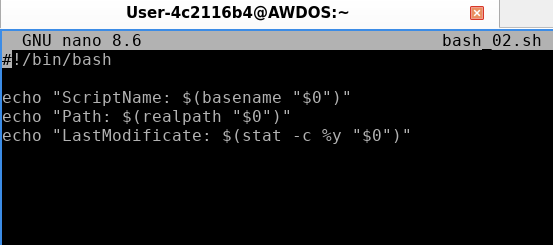 User-4c2116b4@AWDOS:~
GNU nano 8.6 bash_02.sh
#!/bin/bash
echo "ScriptName: $(basename "$0")"
echo "Path: $(realpath "$0")"
echo "LastModificate: $(stat -c %y "$0")"